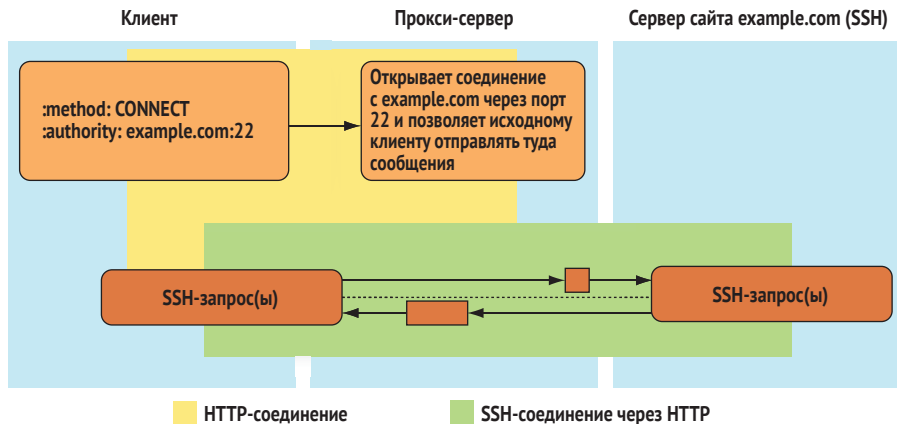 Клиент
Прокси-сервер
Сервер сайта example.com (SSH)
:method: CONNECT
:authority: example.com:22
Открывает соединение
с example.com через порт
22 и позволяет исходному
клиенту отправлять туда
сообщения
SSH-запрос(ы)
SSH-запрос(ы)
HTTP-соединение
SSH-соединение через HTTP